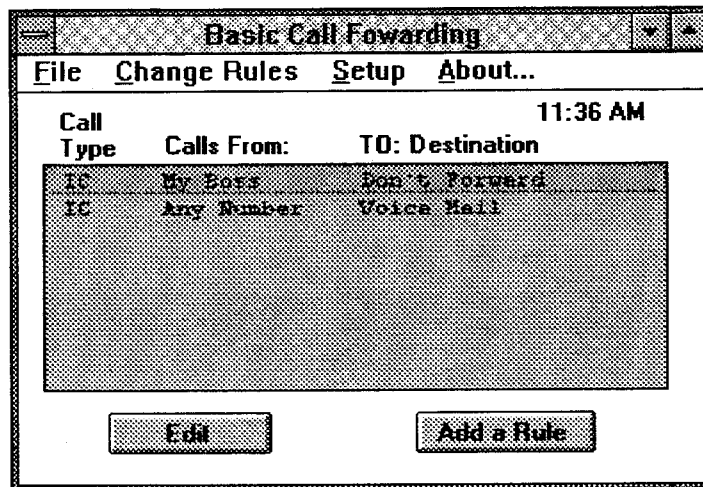 Basic Call Fowarding
File Change Rules Setup About...
11:36 AM
Call Type Calls From: TO: Destination
IC My Boss Don't Forward
IC Any Number Voice Mail
Edit Add a Rule